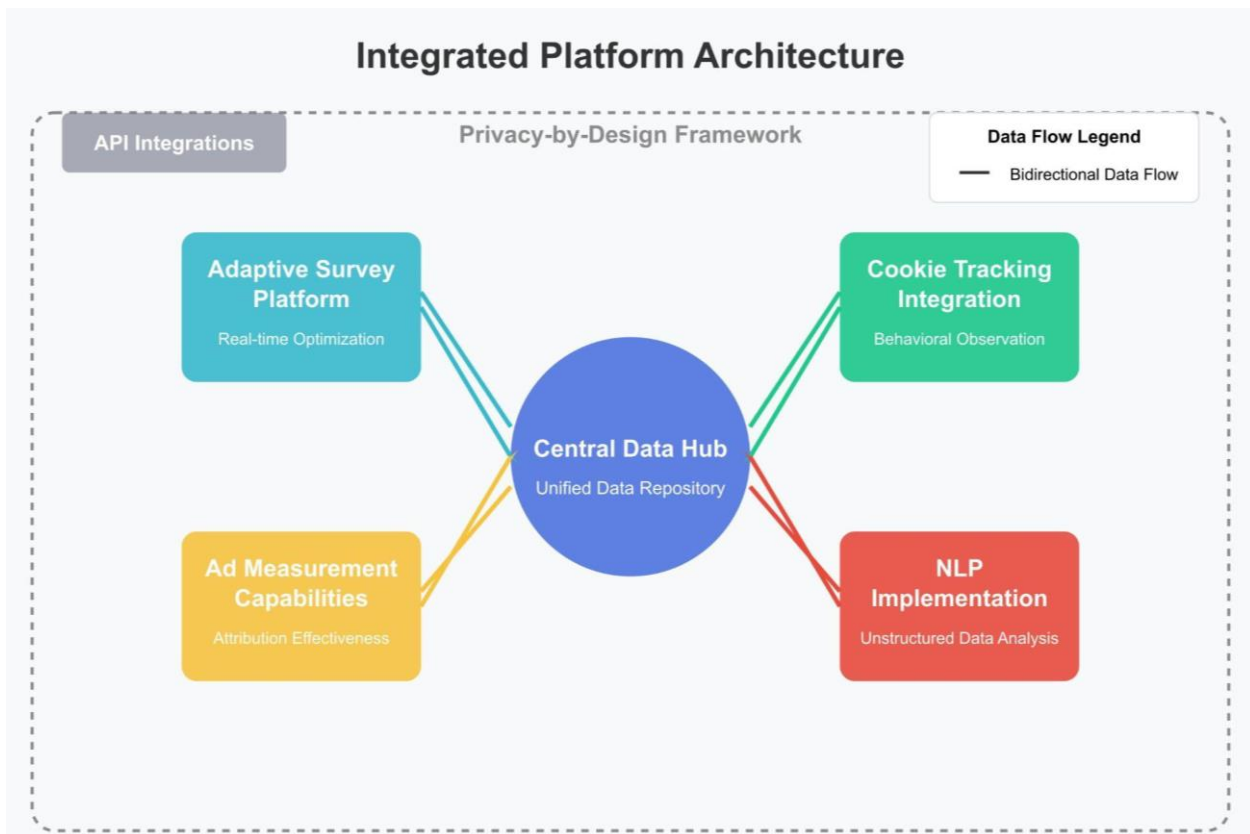 Integrated Platform Architecture
API Integrations
Privacy-by-Design Framework
Data Flow Legend
Bidirectional Data Flow
Adaptive Survey
Platform
Real-time Optimization
Cookie Tracking
Integration
Behavioral Observation
Central Data Hub
Unified Data Repository
Ad Measurement
Capabilities
Attribution Effectiveness
NLP
Implementation
Unstructured Data Analysis